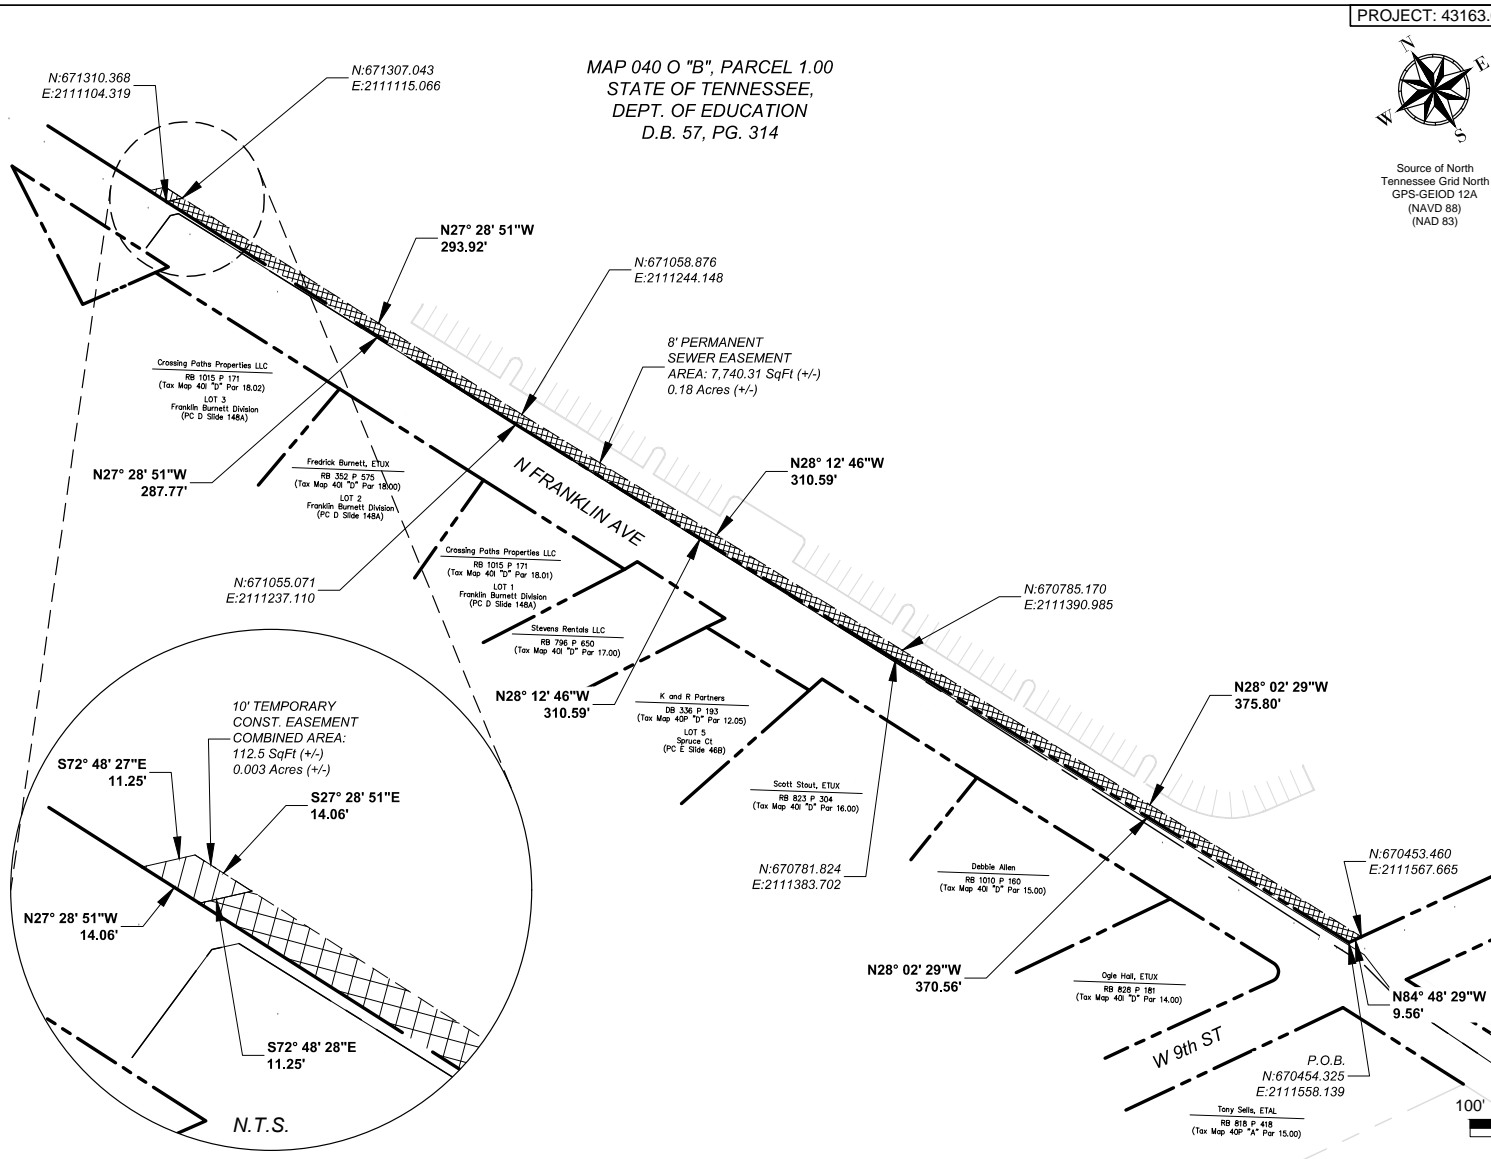 PROJECT: 43163.
N
E
W
S
Source of North
Tennessee Grid North
GPS-GEIOD 12A
(NAVD 88)
(NAD 83)
MAP 040 O "B", PARCEL 1.00
STATE OF TENNESSEE,
DEPT. OF EDUCATION
D.B. 57, PG. 314
N:671310.368
E:2111104.319
N:671307.043
E:2111115.066
N27° 28' 51"W
293.92'
N:671058.876
E:2111244.148
8' PERMANENT
SEWER EASEMENT
AREA: 7,740.31 SqFt (+/-)
0.18 Acres (+/-)
Crossing Paths Properties LLC
RB 1015 P 171
(Tax Map 40I "D" Par 18.02)
LOT 3
Franklin Burnett Division
(PC D Slide 148A)
N27° 28' 51"W
287.77'
Fredrick Burnett, ETUX
RB 352 P 575
(Tax Map 40I "D" Par 18.00)
LOT 2
Franklin Burnett Division
(PC D Slide 148A)
N FRANKLIN AVE
N28° 12' 46"W
310.59'
Crossing Paths Properties LLC
RB 1015 P 171
(Tax Map 40I "D" Par 18.01)
LOT 1
Franklin Burnett Division
(PC D Slide 148A)
N:671055.071
E:2111237.110
N:670785.170
E:2111390.985
Stevens Rentals LLC
RB 796 P 650
(Tax Map 40I "D" Par 17.00)
N28° 12' 46"W
310.59'
K and R Partners
DB 336 P 193
(Tax Map 40P "D" Par 12.05)
LOT 5
Spruce Ct
(PC E Slide 46B)
N28° 02' 29"W
375.80'
10' TEMPORARY
CONST. EASEMENT
COMBINED AREA:
112.5 SqFt (+/-)
0.003 Acres (+/-)
S72° 48' 27"E
11.25'
S27° 28' 51"E
14.06'
Scott Stout, ETUX
RB 823 P 304
(Tax Map 40I "D" Par 16.00)
N:670781.824
E:2111383.702
Debbie Allen
RB 1010 P 160
(Tax Map 40I "D" Par 15.00)
N:670453.460
E:2111567.665
N27° 28' 51"W
14.06'
N28° 02' 29"W
370.56'
Ogle Hall, ETUX
RB 828 P 181
(Tax Map 40I "D" Par 14.00)
N84° 48' 29"W
9.56'
S72° 48' 28"E
11.25'
W 9th ST
P.O.B.
N:670454.325
E:2111558.139
Tony Sells, ETAL
RB 818 P 418
(Tax Map 40P "A" Par 15.00)
N.T.S.
100'